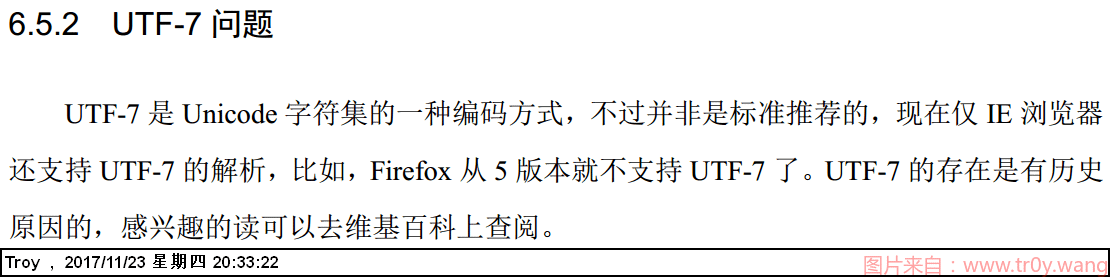 6.5.2 UTF-7 问题
UTF-7 是 Unicode 字符集的一种编码方式，不过并非是标准推荐的，现在仅 IE 浏览器
还支持 UTF-7 的解析，比如，Firefox 从 5 版本就不支持 UTF-7 了。UTF-7 的存在是有历史
原因的，感兴趣的读可以去维基百科上查阅。
Troy , 2017/11/23 星期四 20:33:22
图片来自：www.tr0y.wang